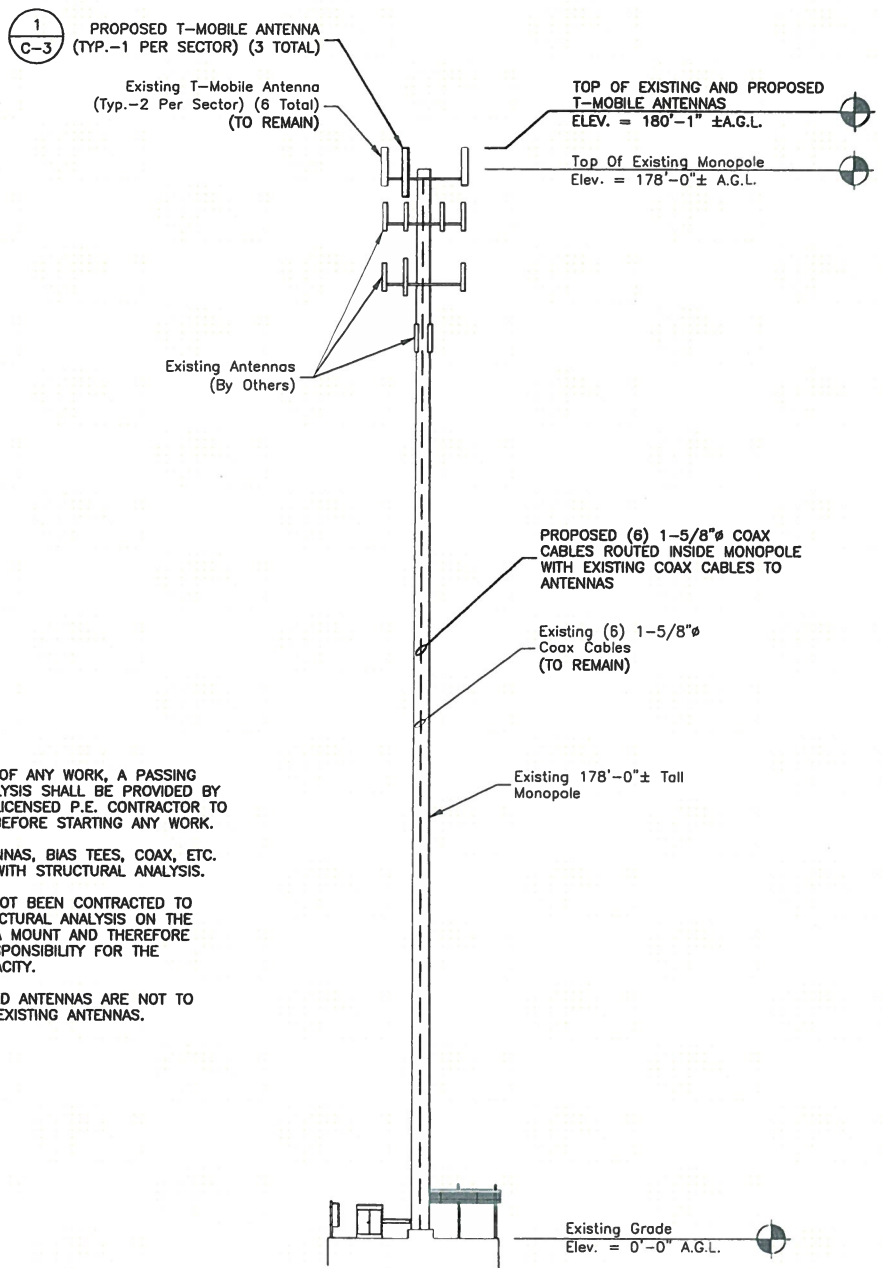 1
C-3
PROPOSED T-MOBILE ANTENNA
(TYP.-1 PER SECTOR) (3 TOTAL)
Existing T-Mobile Antenna
(Typ.-2 Per Sector) (6 Total)
(TO REMAIN)
TOP OF EXISTING AND PROPOSED
T-MOBILE ANTENNAS
ELEV. = 180'-1" ±A.G.L.
Top Of Existing Monopole
Elev. = 178'-0"± A.G.L.
Existing Antennas
(By Others)
PROPOSED (6) 1-5/8"ø COAX
CABLES ROUTED INSIDE MONOPOLE
WITH EXISTING COAX CABLES TO
ANTENNAS
Existing (6) 1-5/8"ø
Coax Cables
(TO REMAIN)
Existing 178'-0"± Tall
Monopole
OF ANY WORK, A PASSING
LYSIS SHALL BE PROVIDED BY
LICENSED P.E. CONTRACTOR TO
BEFORE STARTING ANY WORK.
NNAS, BIAS TEES, COAX, ETC.
WITH STRUCTURAL ANALYSIS.
OT BEEN CONTRACTED TO
CTURAL ANALYSIS ON THE
A MOUNT AND THEREFORE
SPONSIBILITY FOR THE
ACITY.
D ANTENNAS ARE NOT TO
EXISTING ANTENNAS.
Existing Grade
Elev. = 0'-0" A.G.L.